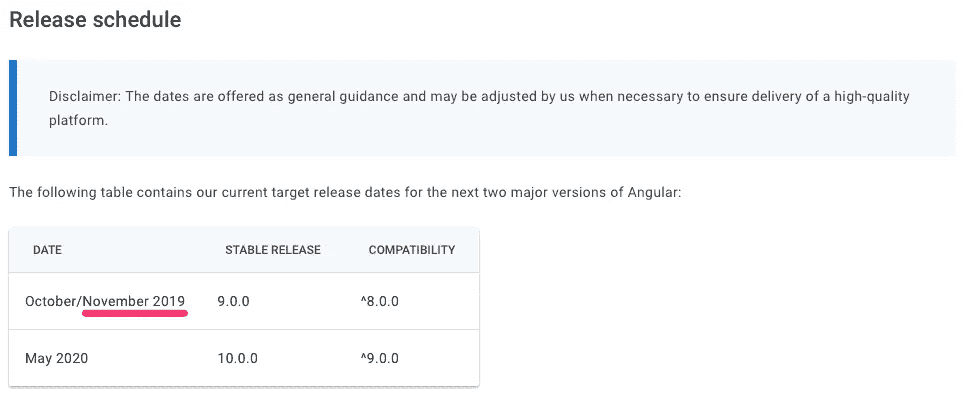 Release schedule
Disclaimer: The dates are offered as general guidance and may be adjusted by us when necessary to ensure delivery of a high-quality
platform.
The following table contains our current target release dates for the next two major versions of Angular:
DATE STABLE RELEASE COMPATIBILITY
October/November 2019 9.0.0 ^8.0.0
May 2020 10.0.0 ^9.0.0